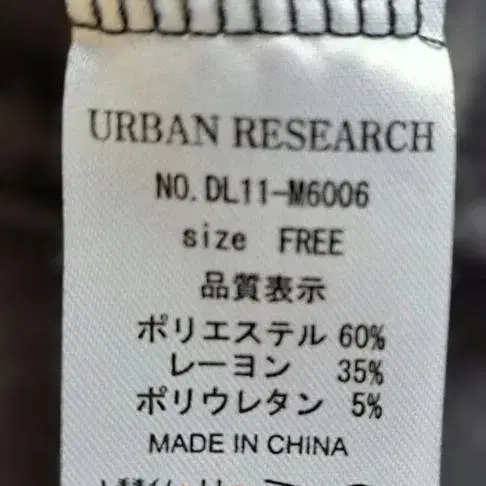 URBAN RESEARCH
NO. DL11-M6006
size FREE
品質表示
ポリエステル 60%
レーヨン 35%
ポリウレタン 5%
MADE IN CHINA